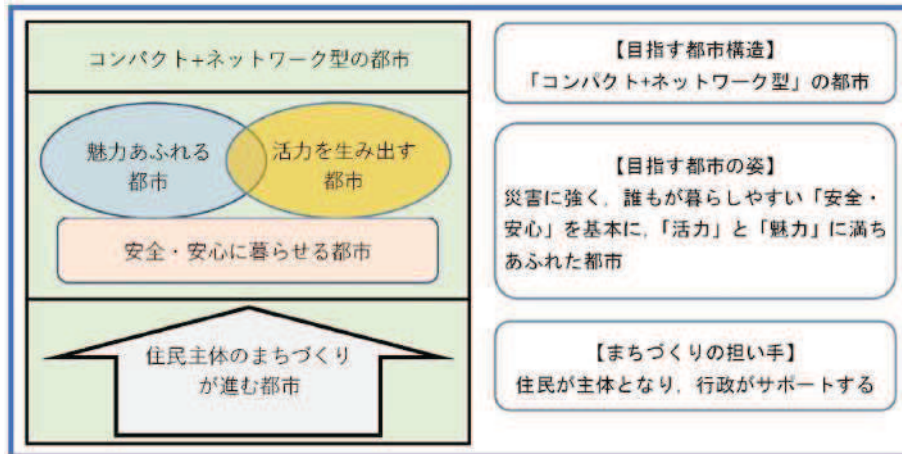 コンパクト+ネットワーク型の都市
魅力あふれる
都市
活力を生み出す
都市
安全・安心に暮らせる都市
住民主体のまちづくり
が進む都市
【目指す都市構造】
「コンパクト+ネットワーク型」の都市
【目指す都市の姿】
災害に強く，誰もが暮らしやすい「安全・
安心」を基本に，「活力」と「魅力」に満ち
あふれた都市
【まちづくりの担い手】
住民が主体となり，行政がサポートする